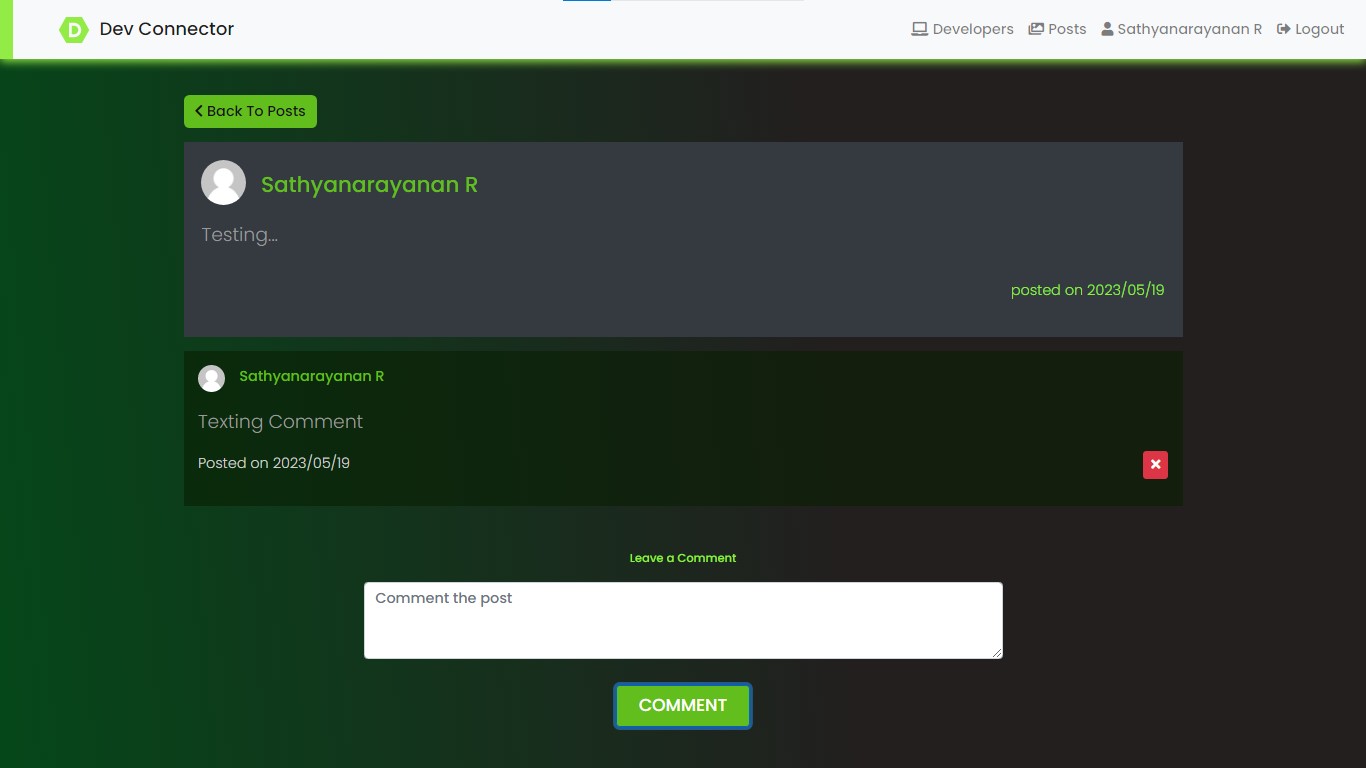 D Dev Connector Developers Posts Sathyanarayanan R Logout
Back To Posts
Sathyanarayanan R
Testing...
posted on 2023/05/19
Sathyanarayanan R
Texting Comment
Posted on 2023/05/19
Leave a Comment
Comment the post
COMMENT